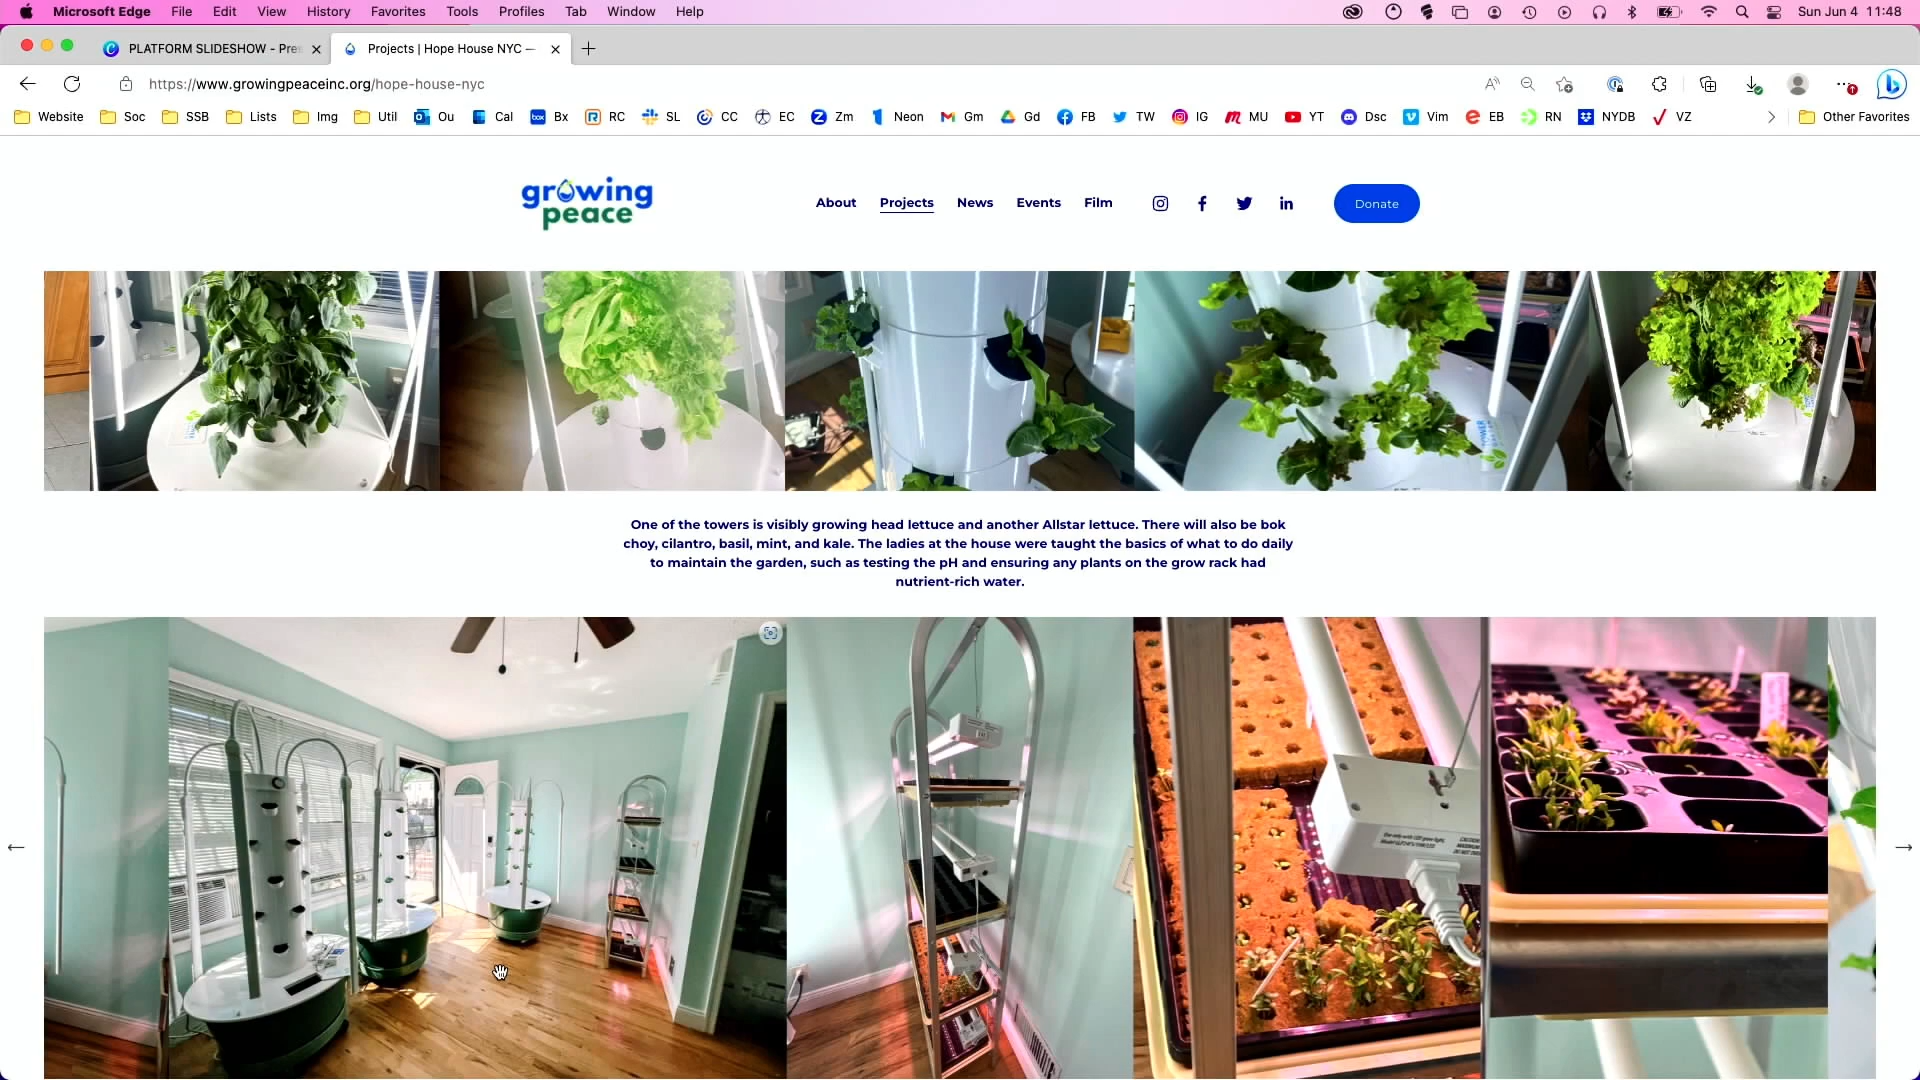 Microsoft Edge File Edit View History Favorites Tools Profiles Tab Window Help Sun Jun 4 11:48
PLATFORM SLIDESHOW - Pres Projects | Hope House NYC —
https://www.growingpeaceinc.org/hope-house-nyc
Website Soc SSB Lists Img Util Ou Cal Bx RC SL CC EC Zm Neon Gm Gd FB TW IG MU YT Dsc Vim EB RN NYDB VZ Other Favorites
growing
peace
About Projects News Events Film Donate
One of the towers is visibly growing head lettuce and another Allstar lettuce. There will also be bok
choy, cilantro, basil, mint, and kale. The ladies at the house were taught the basics of what to do daily
to maintain the garden, such as testing the pH and ensuring any plants on the grow rack had
nutrient-rich water.